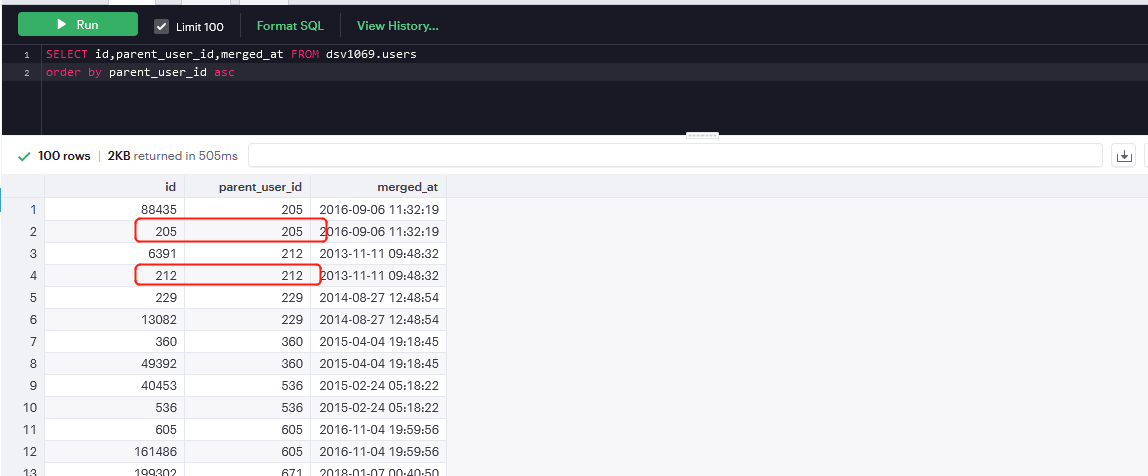 Run
Limit 100
Format SQL
View History...
1 SELECT id,parent_user_id,merged_at FROM dsv1069.users
2 order by parent_user_id asc
100 rows | 2KB returned in 505ms
id parent_user_id merged_at
1 88435 205 2016-09-06 11:32:19
2 205 205 2016-09-06 11:32:19
3 6391 212 2013-11-11 09:48:32
4 212 212 2013-11-11 09:48:32
5 229 229 2014-08-27 12:48:54
6 13082 229 2014-08-27 12:48:54
7 360 360 2015-04-04 19:18:45
8 49392 360 2015-04-04 19:18:45
9 40453 536 2015-02-24 05:18:22
10 536 536 2015-02-24 05:18:22
11 605 605 2016-11-04 19:59:56
12 161486 605 2016-11-04 19:59:56
13 199302 671 2018-01-07 00:40:50